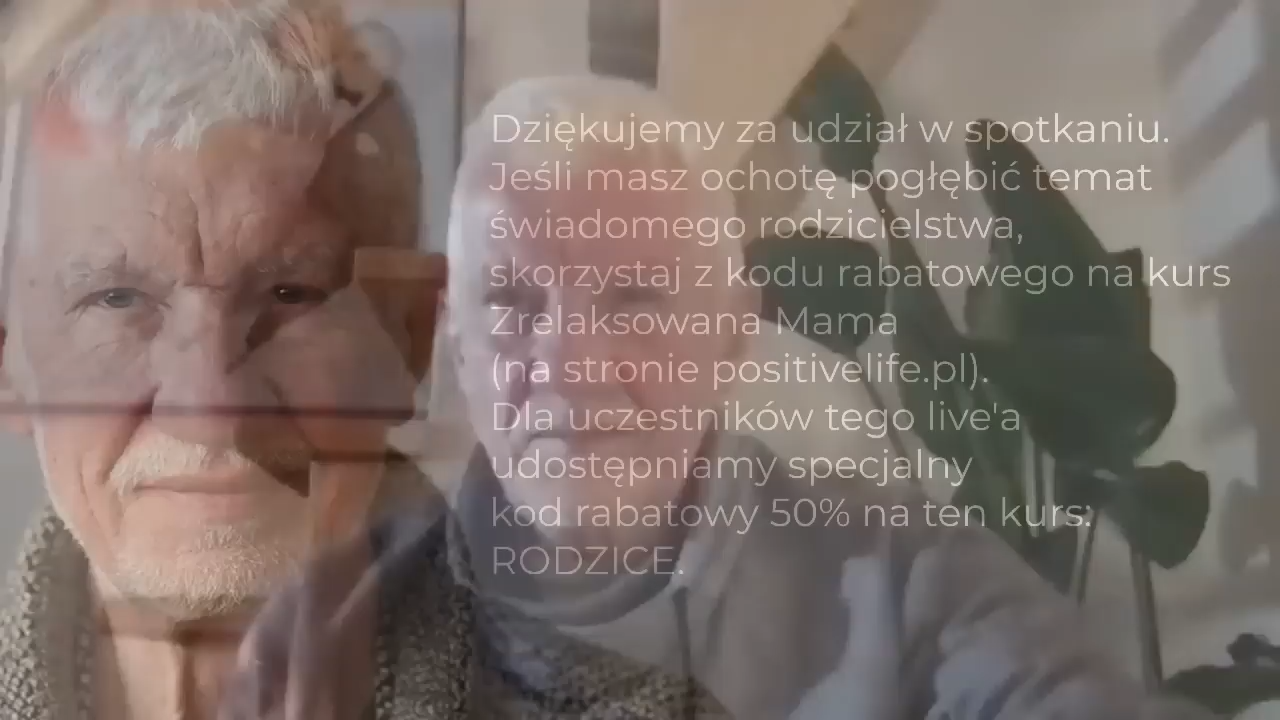 Dziękujemy za udział w spotkaniu.
Jeśli masz ochotę pogłębić temat
świadomego rodzicielstwa,
skorzystaj z kodu rabatowego na kurs
Zrelaksowana Mama
(na stronie positivelife.pl).
Dla uczestników tego live'a
udostępniamy specjalny
kod rabatowy 50% na ten kurs:
RODZICE.